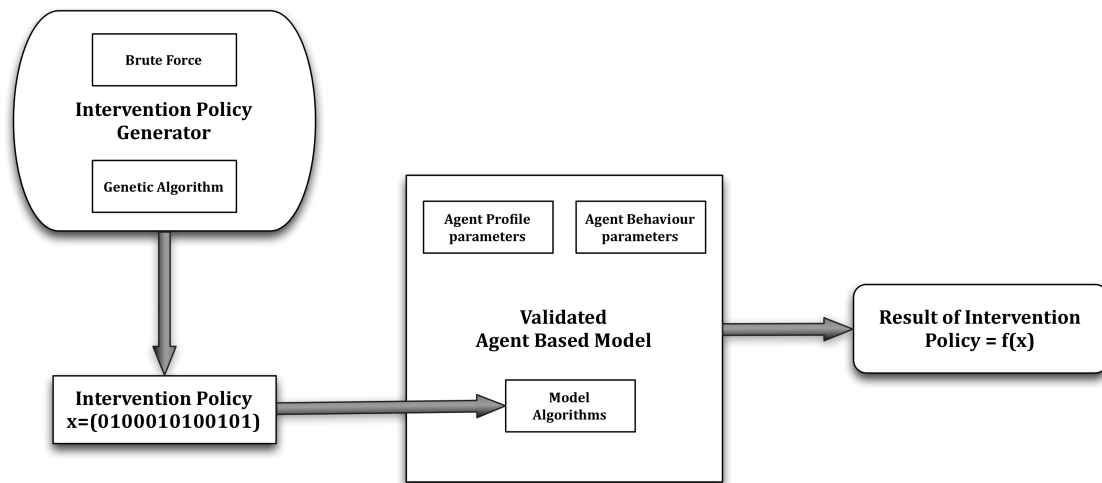 Brute Force
Intervention Policy
Generator
Genetic Algorithm
Intervention Policy
x=(0100010100101)
Agent Profile
parameters
Agent Behaviour
parameters
Validated
Agent Based Model
Model
Algorithms
Result of Intervention
Policy = f(x)